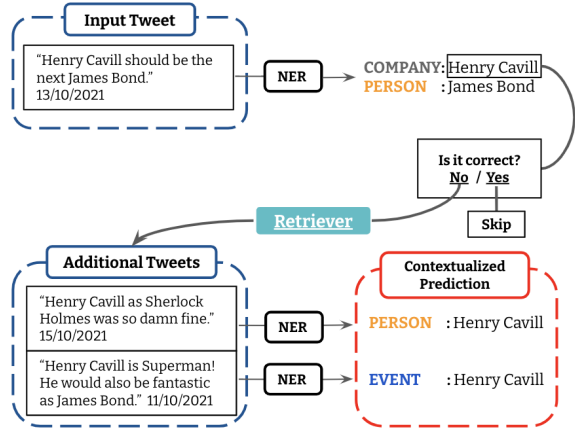 Input Tweet
“Henry Cavill should be the
next James Bond.”
13/10/2021
NER
COMPANY: Henry Cavill
PERSON : James Bond
Is it correct?
No / Yes
Skip
Retriever
Additional Tweets
“Henry Cavill as Sherlock
Holmes was so damn fine.”
15/10/2021
NER
“Henry Cavill is Superman!
He would also be fantastic
as James Bond.” 11/10/2021
NER
Contextualized
Prediction
PERSON : Henry Cavill
EVENT : Henry Cavill